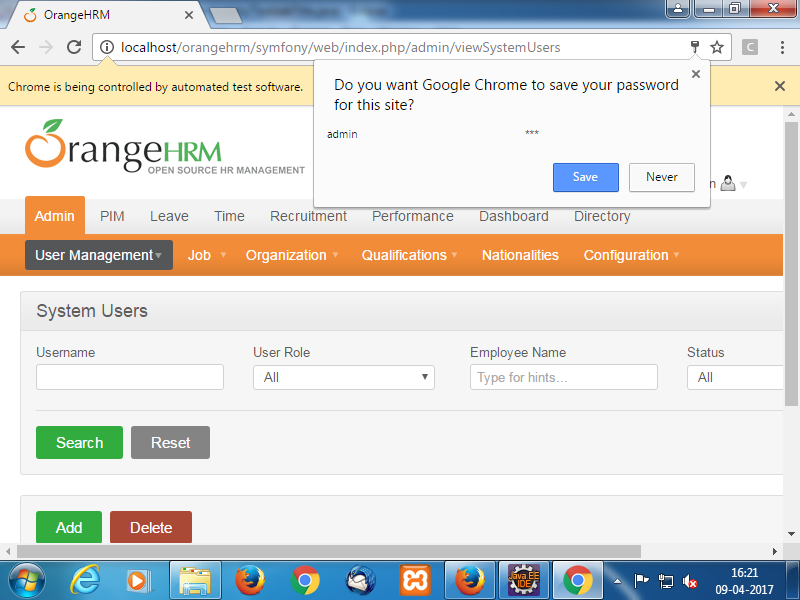 OrangeHRM
localhost/orangehrm/symfony/web/index.php/admin/viewSystemUsers
C
Chrome is being controlled by automated test software.
Do you want Google Chrome to save your password
for this site?
admin ***
Save Never
OrangeHRM
OPEN SOURCE HR MANAGEMENT
n
Admin PIM Leave Time Recruitment Performance Dashboard Directory
User Management Job Organization Qualifications Nationalities Configuration
System Users
Username User Role Employee Name Status
All Type for hints... All
Search Reset
Add Delete
Java EE
IDE
16:21
09-04-2017